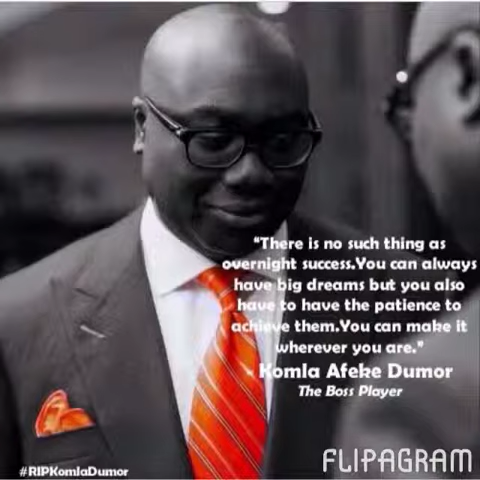 "There is no such thing as
overnight success.You can always
have big dreams but you also
have to have the patience to
achieve them.You can make it
wherever you are."
Komla Afeke Dumor
The Boss Player
#RIPKomlaDumor
FLIPAGRAM